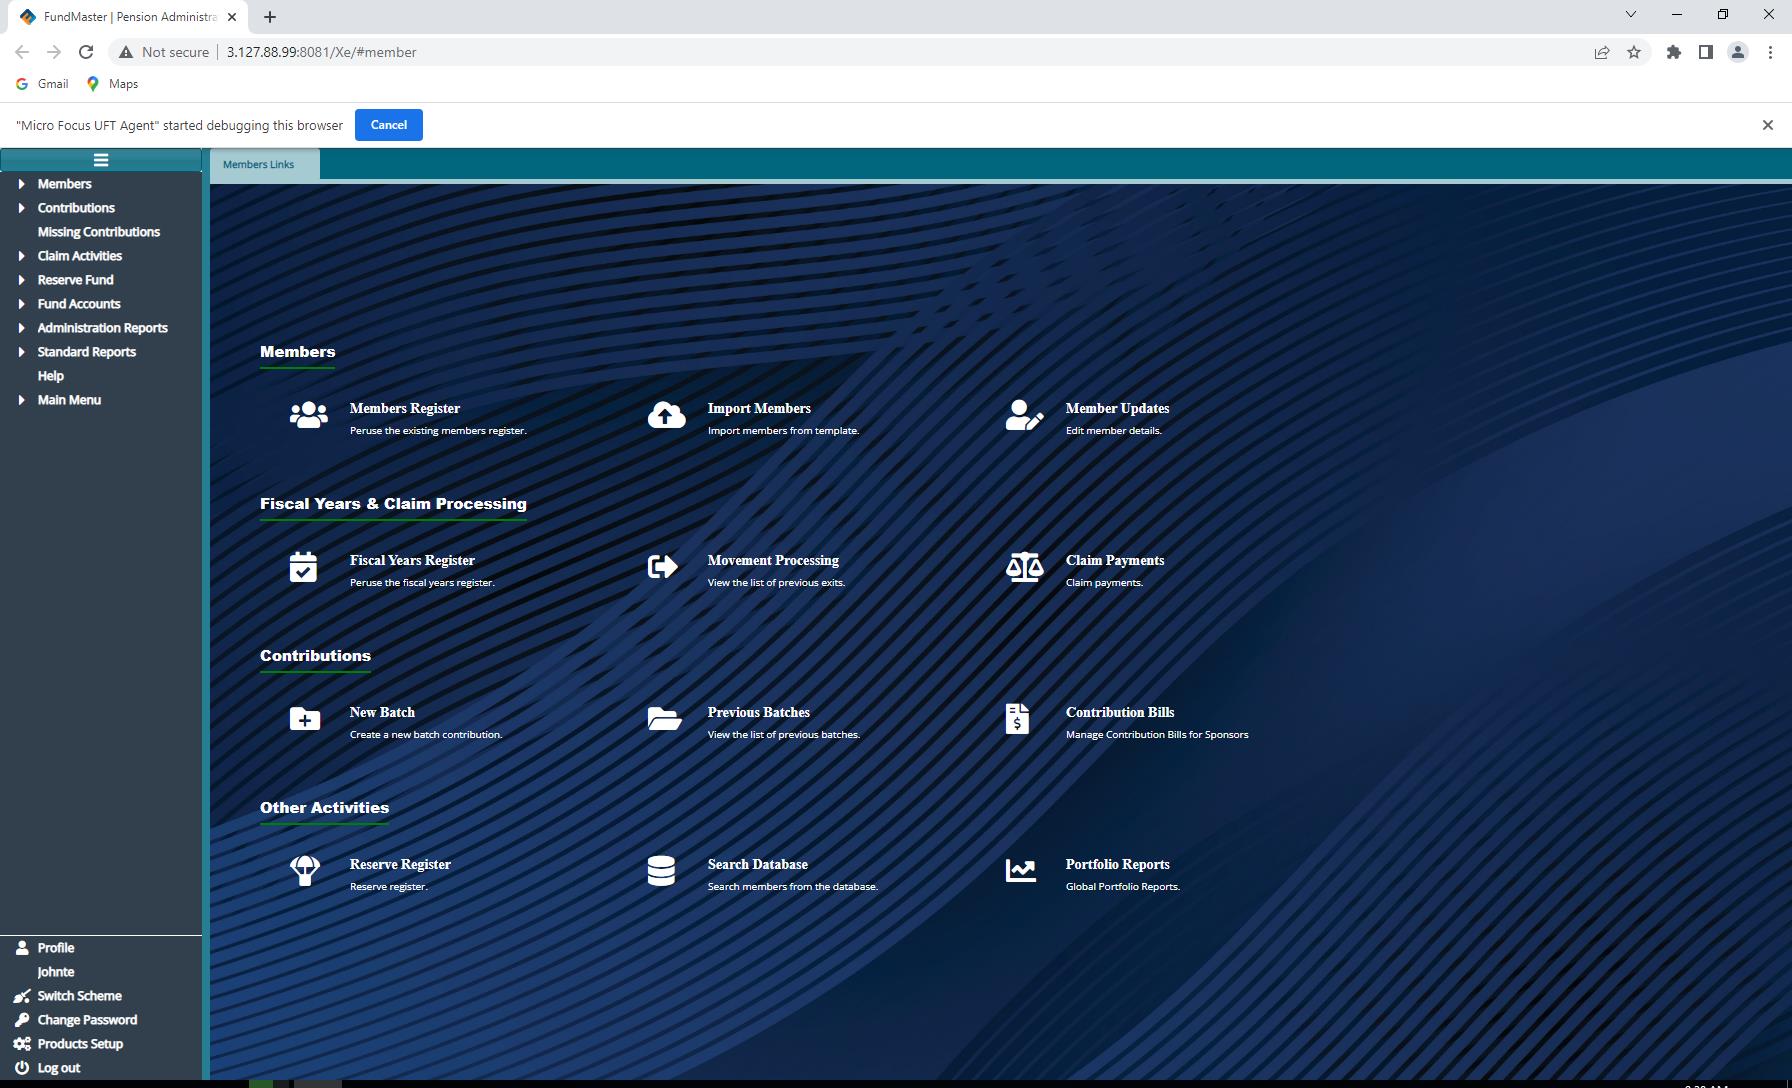 FundMaster | Pension Administra
Not secure
3.127.88.99:8081/Xe/#member
Gmail
Maps
"Micro Focus UFT Agent" started debugging this browser
Cancel
Members Links
Members
Contributions
Missing Contributions
Claim Activities
Reserve Fund
Fund Accounts
Administration Reports
Standard Reports
Help
Main Menu
Members
Members Register
Peruse the existing members register.
Import Members
Import members from template.
Member Updates
Edit member details.
Fiscal Years & Claim Processing
Fiscal Years Register
Peruse the fiscal years register.
Movement Processing
View the list of previous exits.
Claim Payments
Claim payments.
Contributions
New Batch
Create a new batch contribution.
Previous Batches
View the list of previous batches.
Contribution Bills
Manage Contribution Bills for Sponsors
Other Activities
Reserve Register
Reserve register.
Search Database
Search members from the database.
Portfolio Reports
Global Portfolio Reports.
Profile
Johnte
Switch Scheme
Change Password
Products Setup
Log out